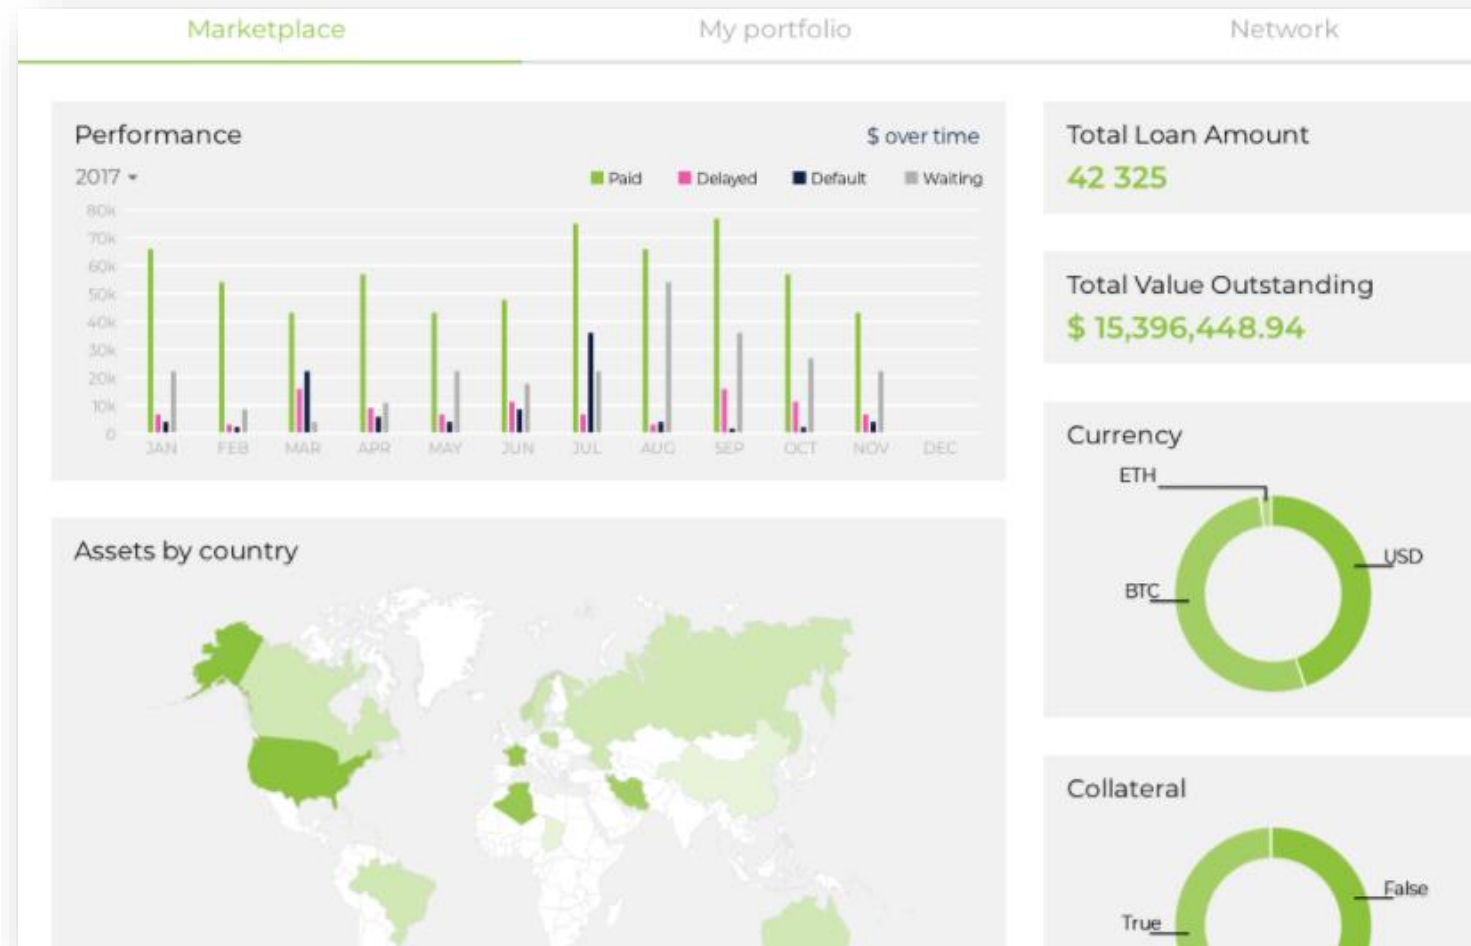 Marketplace My portfolio Network
Performance $ over time
2017
Paid Delayed Default Waiting
80k
70k
60k
50k
40k
30k
20k
10k
0
JAN FEB MAR APR MAY JUN JUL AUG SEP OCT NOV DEC
Assets by country
Total Loan Amount
42 325
Total Value Outstanding
$ 15,396,448.94
Currency
ETH
USD
BTC
Collateral
False
True